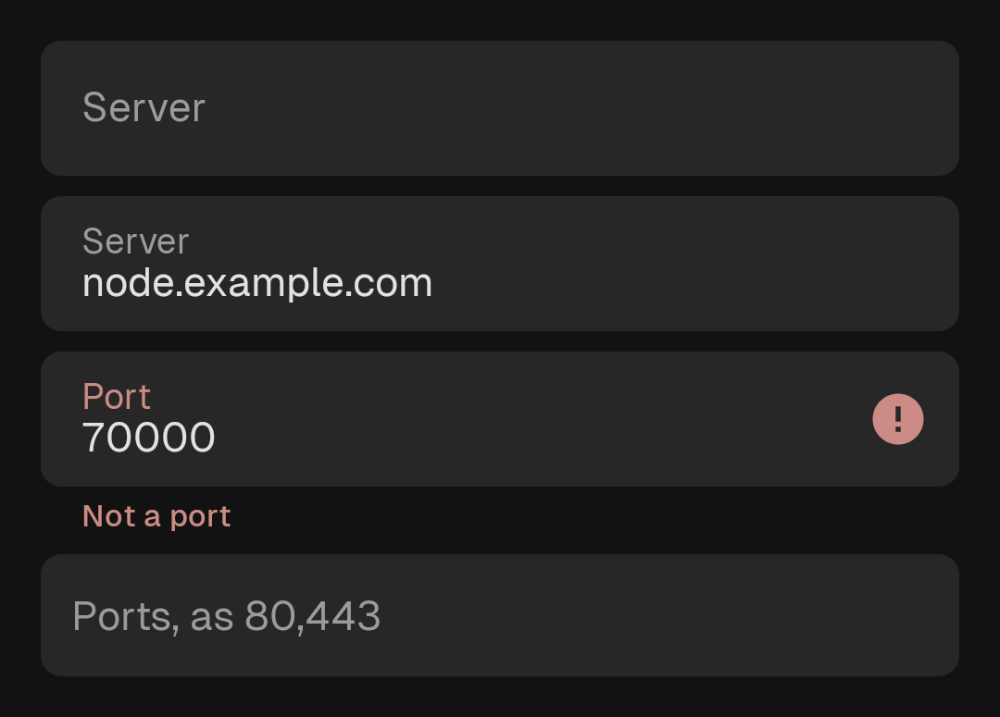 Server
Server
node.example.com
Port
70000
!
Not a port
Ports, as 80,443